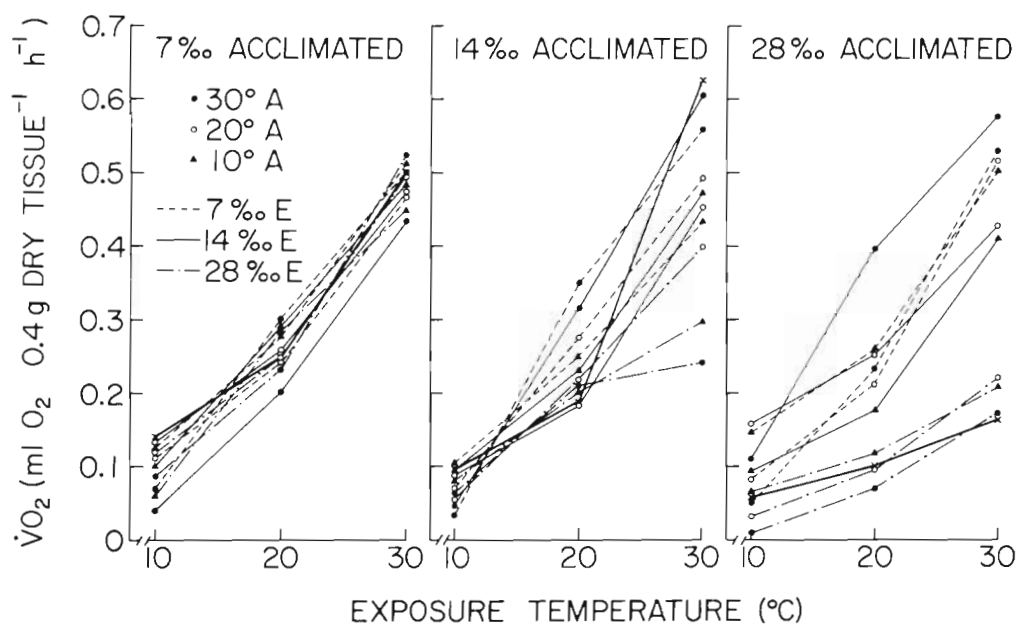 V̇O₂ (ml O₂ 0.4 g DRY TISSUE⁻¹ h⁻¹)
0.7
0.6
0.5
0.4
0.3
0.2
0.1
0
7‰ ACCLIMATED
14‰ ACCLIMATED
28‰ ACCLIMATED
30° A
20° A
10° A
7‰ E
14‰ E
28‰ E
10 20 30
10 20 30
10 20 30
EXPOSURE TEMPERATURE (°C)